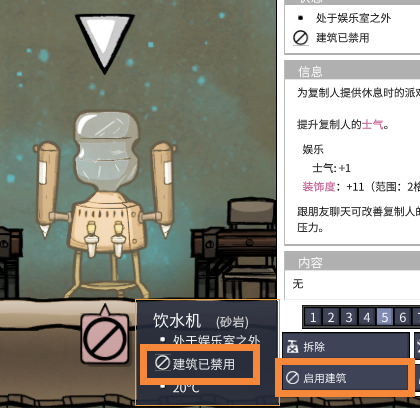 处于娱乐室之外
建筑已禁用
信息
为复制人提供休息时的派
提升复制人的士气。
娱乐
士气: +1
装饰度: +11（范围: 2格
跟朋友聊天可改善复制人的
压力。
内容
无
1 2 3 4 5 6
饮水机 （砂岩）
处于娱乐室之外
建筑已禁用
20℃
拆除
启用建筑